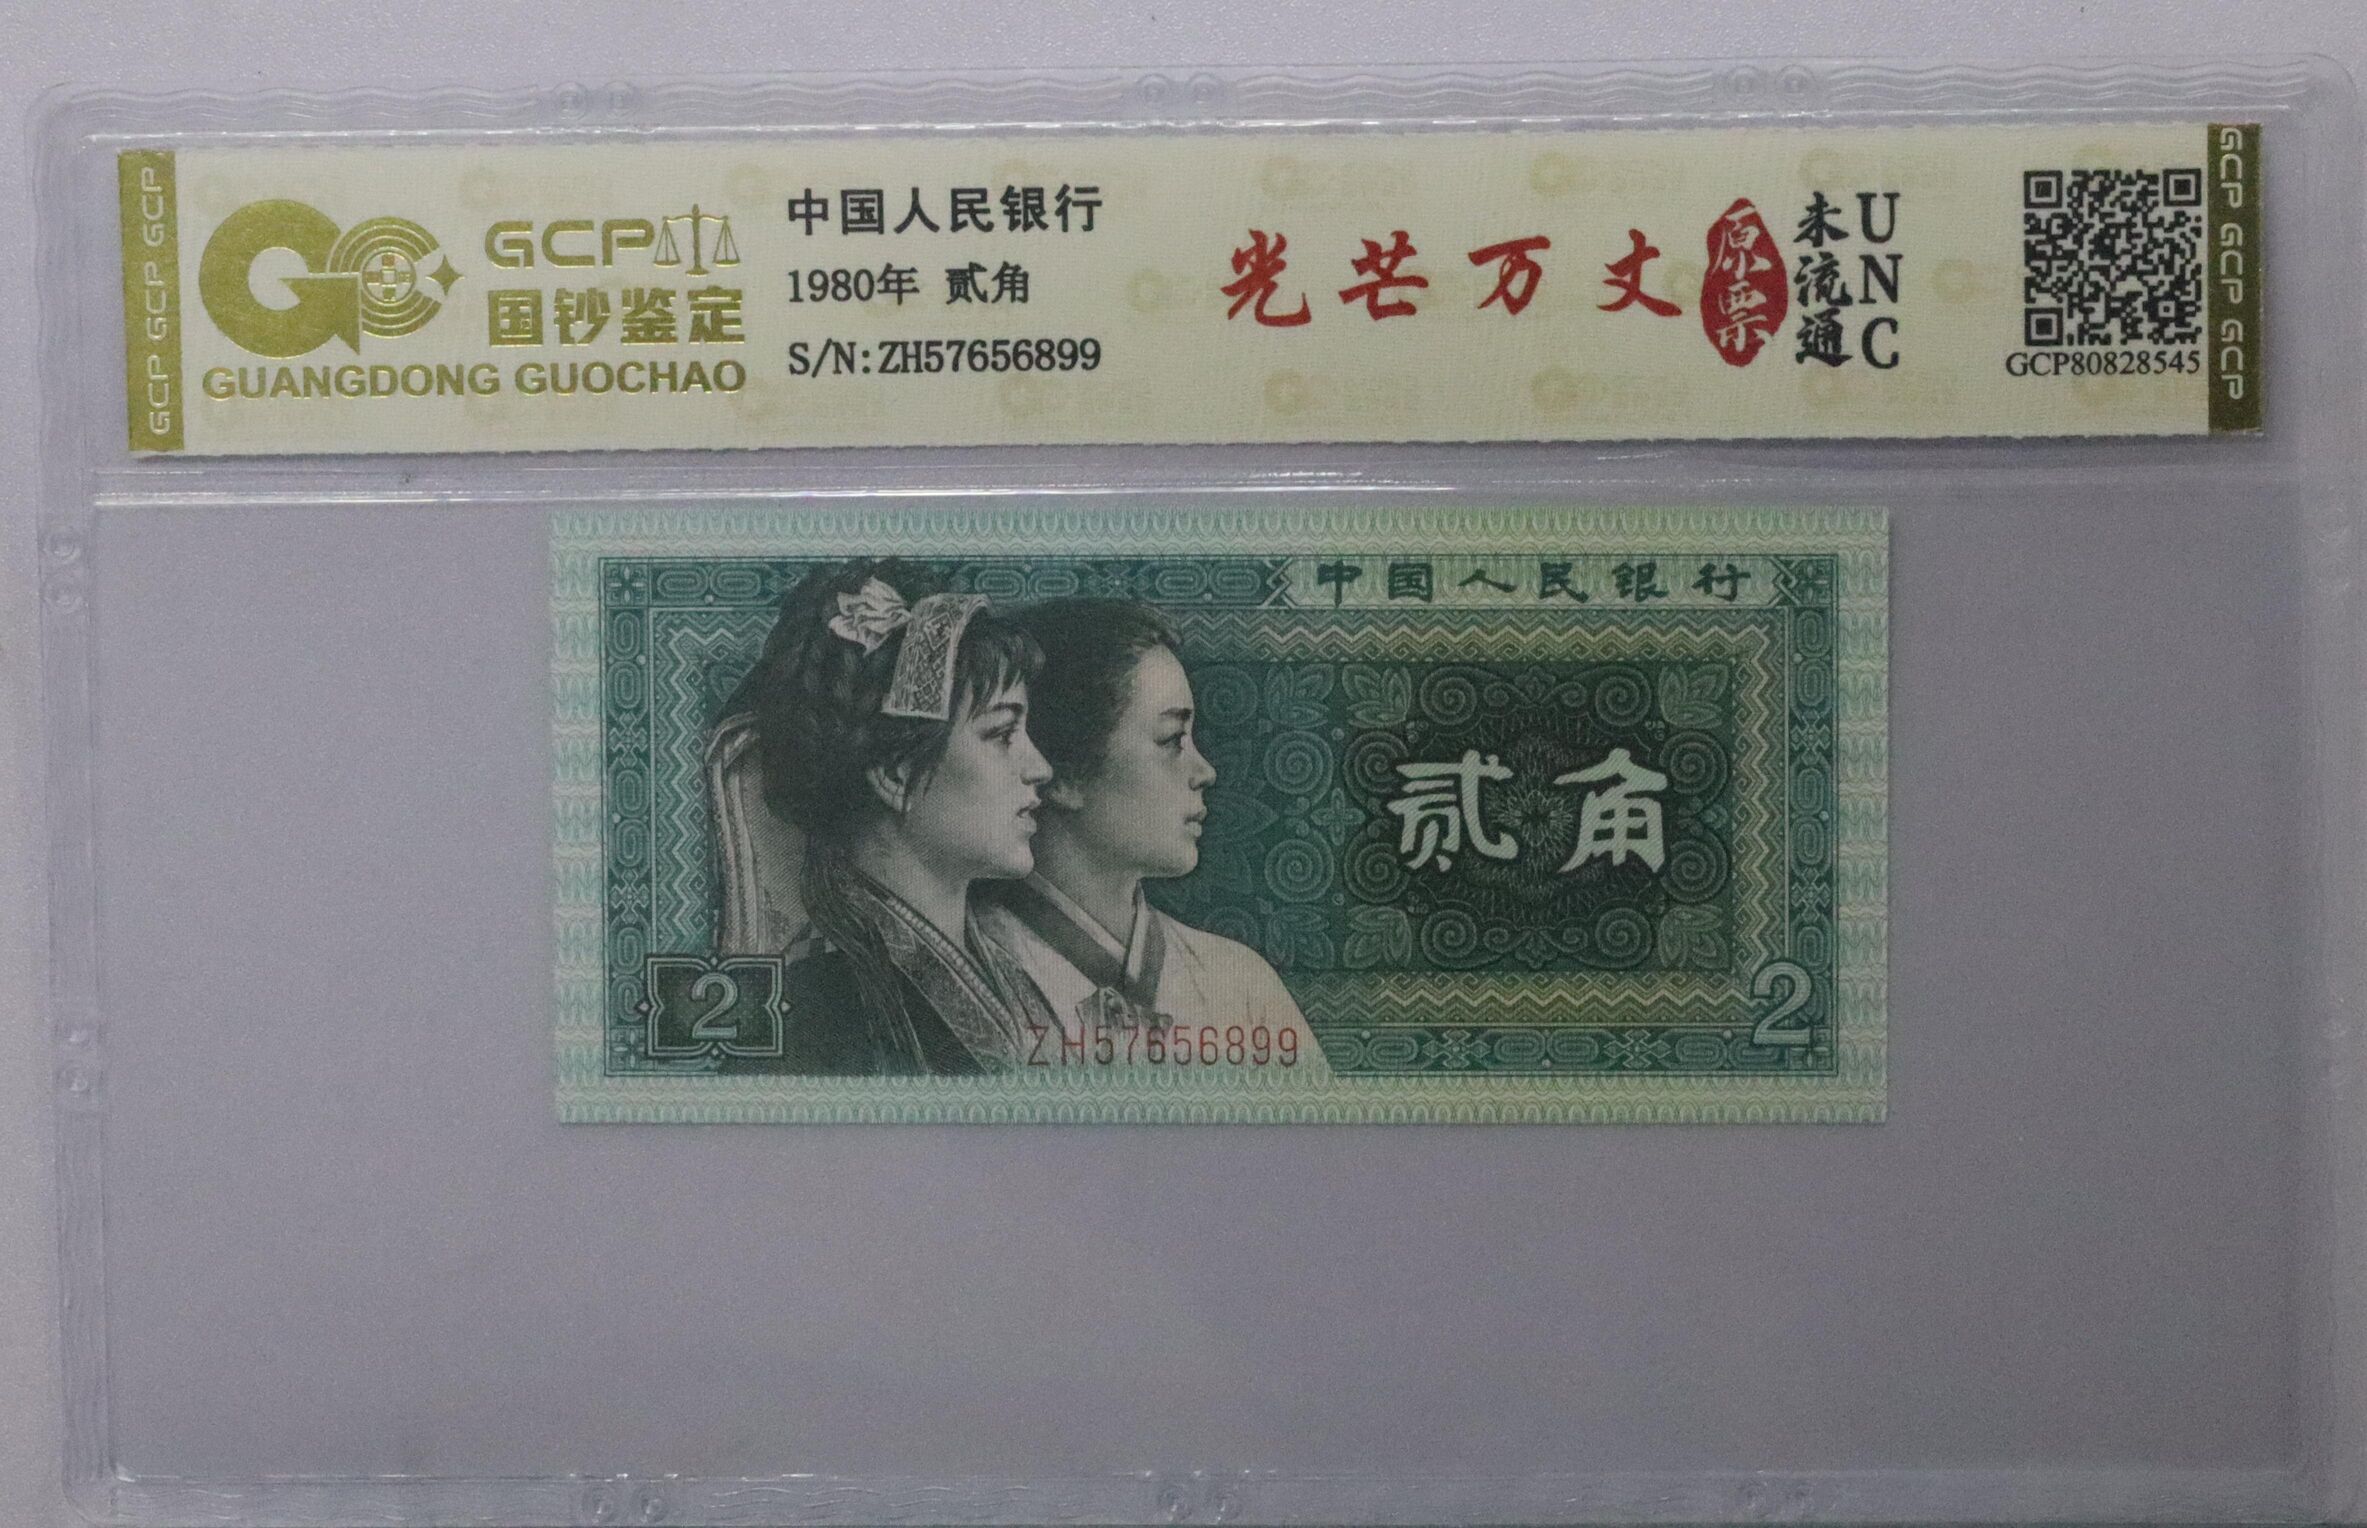 GCP GCP GCP
GCP
国钞鉴定
GUANGDONG GUOCHAO
中国人民银行
1980年 贰角
S/N:ZH57656899
光芒万丈
原票
未流通
UNC
GCP80828545
GCP GCP GCP
中国人民银行
贰角
2
2
ZH57656899